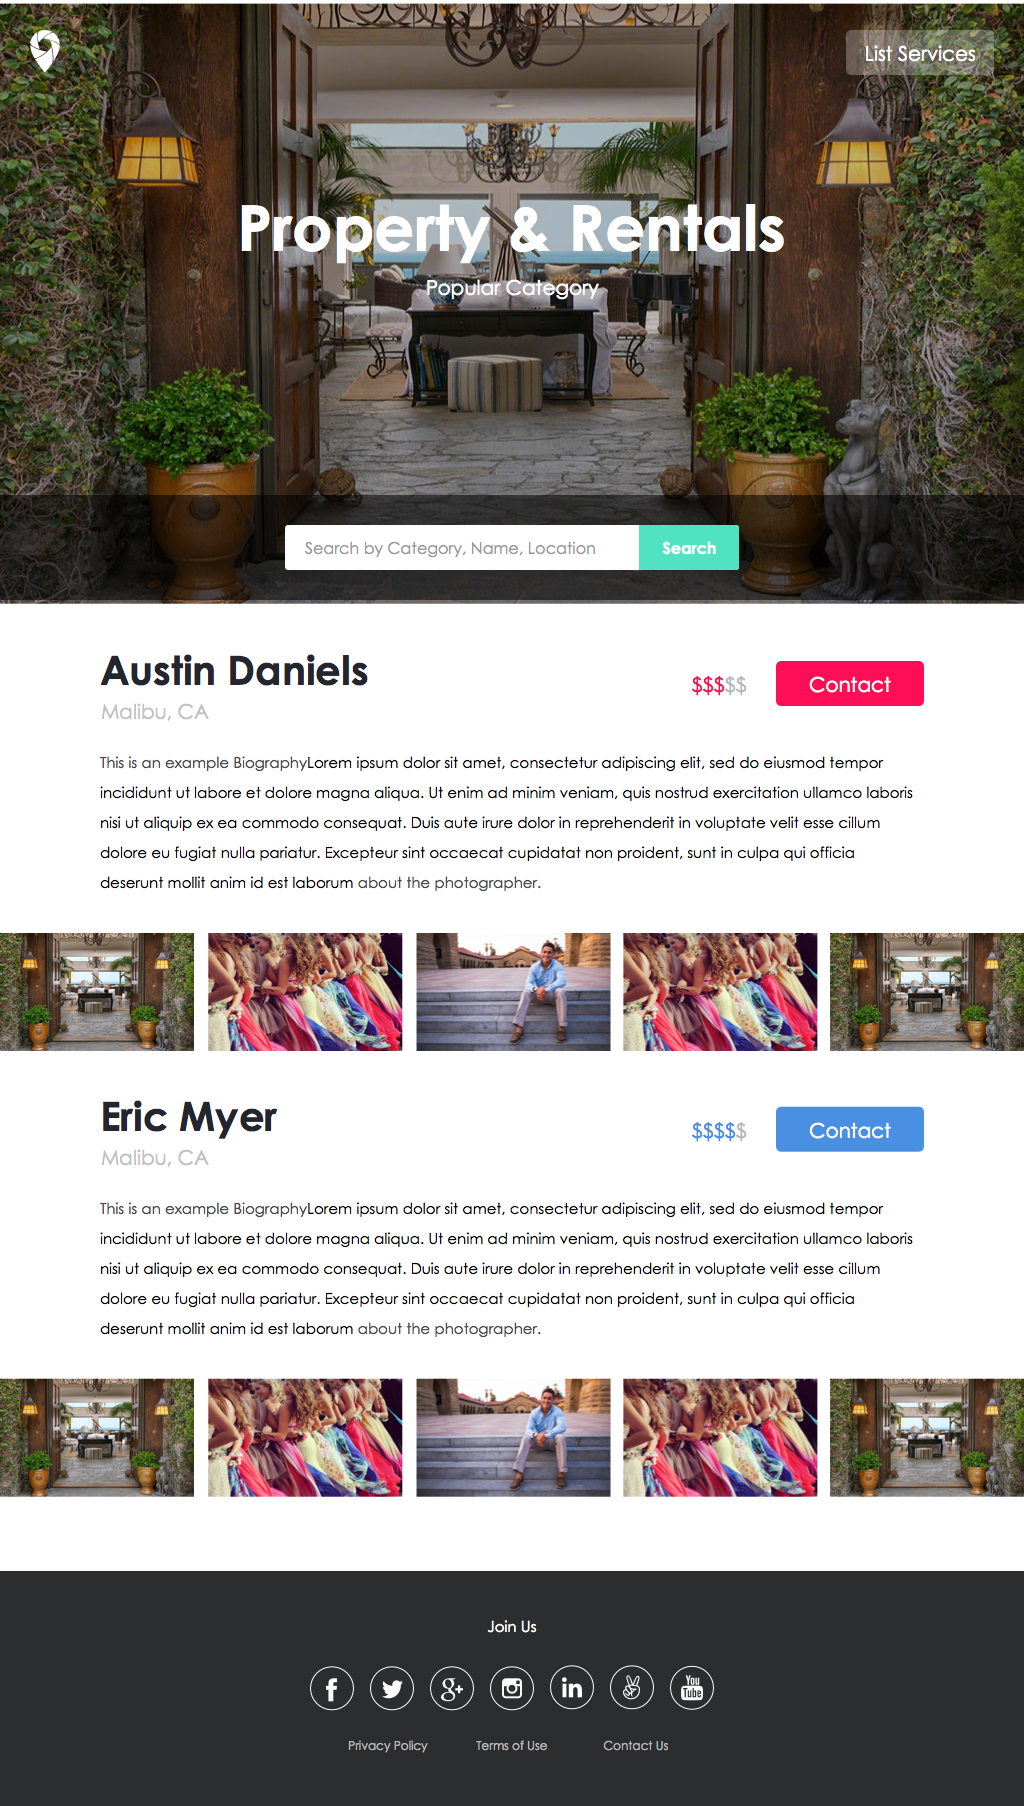 List Services
Property & Rentals
Popular Category
Search by Category, Name, Location
Search
Austin Daniels
$$$$$
Contact
Malibu, CA
This is an example BiographyLorem ipsum dolor sit amet, consectetur adipiscing elit, sed do eiusmod tempor
incididunt ut labore et dolore magna aliqua. Ut enim ad minim veniam, quis nostrud exercitation ullamco laboris
nisi ut aliquip ex ea commodo consequat. Duis aute irure dolor in reprehenderit in voluptate velit esse cillum
dolore eu fugiat nulla pariatur. Excepteur sint occaecat cupidatat non proident, sunt in culpa qui officia
deserunt mollit anim id est laborum about the photographer.
Eric Myer
$$$$$
Contact
Malibu, CA
This is an example BiographyLorem ipsum dolor sit amet, consectetur adipiscing elit, sed do eiusmod tempor
incididunt ut labore et dolore magna aliqua. Ut enim ad minim veniam, quis nostrud exercitation ullamco laboris
nisi ut aliquip ex ea commodo consequat. Duis aute irure dolor in reprehenderit in voluptate velit esse cillum
dolore eu fugiat nulla pariatur. Excepteur sint occaecat cupidatat non proident, sunt in culpa qui officia
deserunt mollit anim id est laborum about the photographer.
Join Us
f g+ in You Tube
Privacy Policy Terms of Use Contact Us